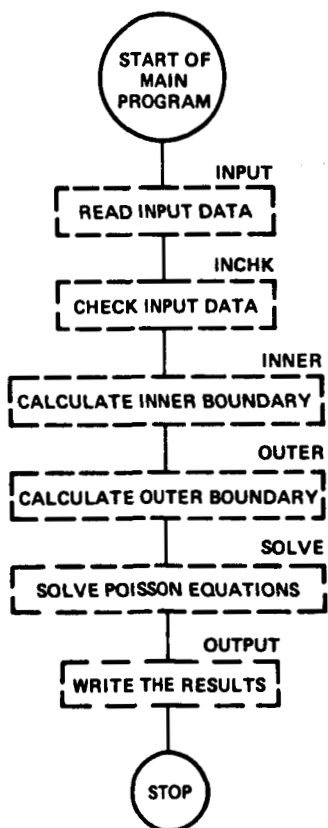 START OF
MAIN
PROGRAM
INPUT
READ INPUT DATA
INCHK
CHECK INPUT DATA
INNER
CALCULATE INNER BOUNDARY
OUTER
CALCULATE OUTER BOUNDARY
SOLVE
SOLVE POISSON EQUATIONS
OUTPUT
WRITE THE RESULTS
STOP